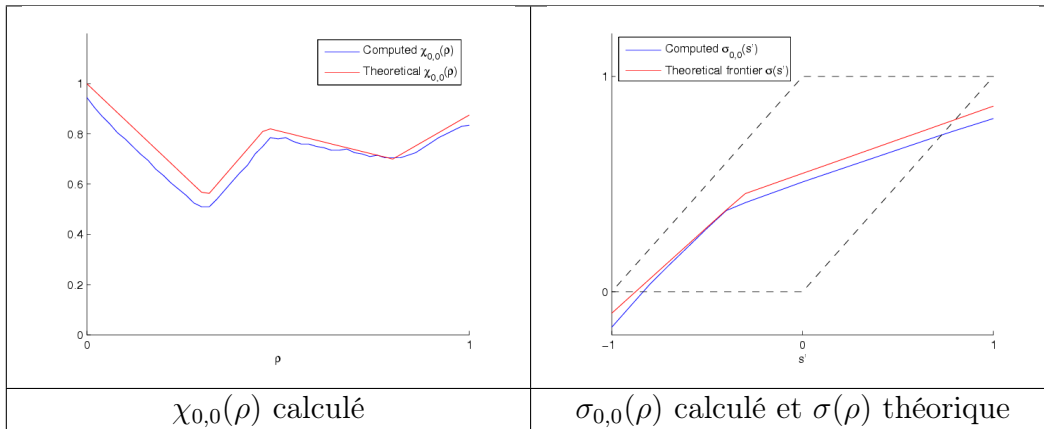 Computed χ0,0(ρ)
Theoretical χ0,0(ρ)
1
0.8
0.6
0.4
0.2
0
0
1
ρ
Computed σ0,0(s')
Theoretical frontier σ(s')
1
0
−1
0
1
s'
χ0,0(ρ) calculé
σ0,0(ρ) calculé et σ(ρ) théorique